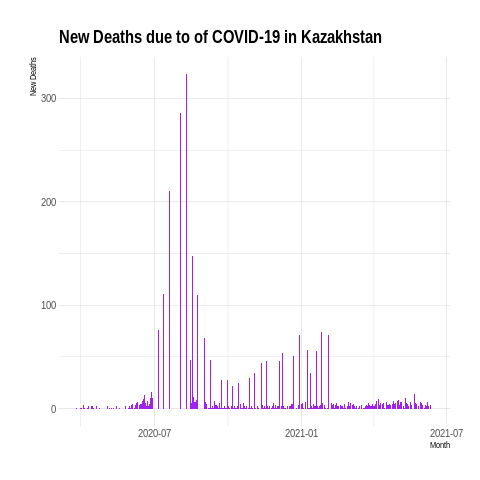 New Deaths due to of COVID-19 in Kazakhstan
New Deaths
300
200
100
0
2020-07
2021-01
2021-07
Month